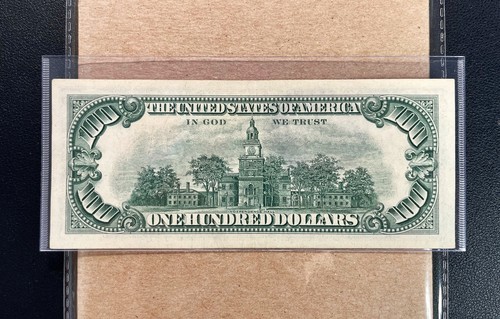 THE UNITED STATES OF AMERICA
IN GOD WE TRUST
100 100
100 100
ONE HUNDRED DOLLARS